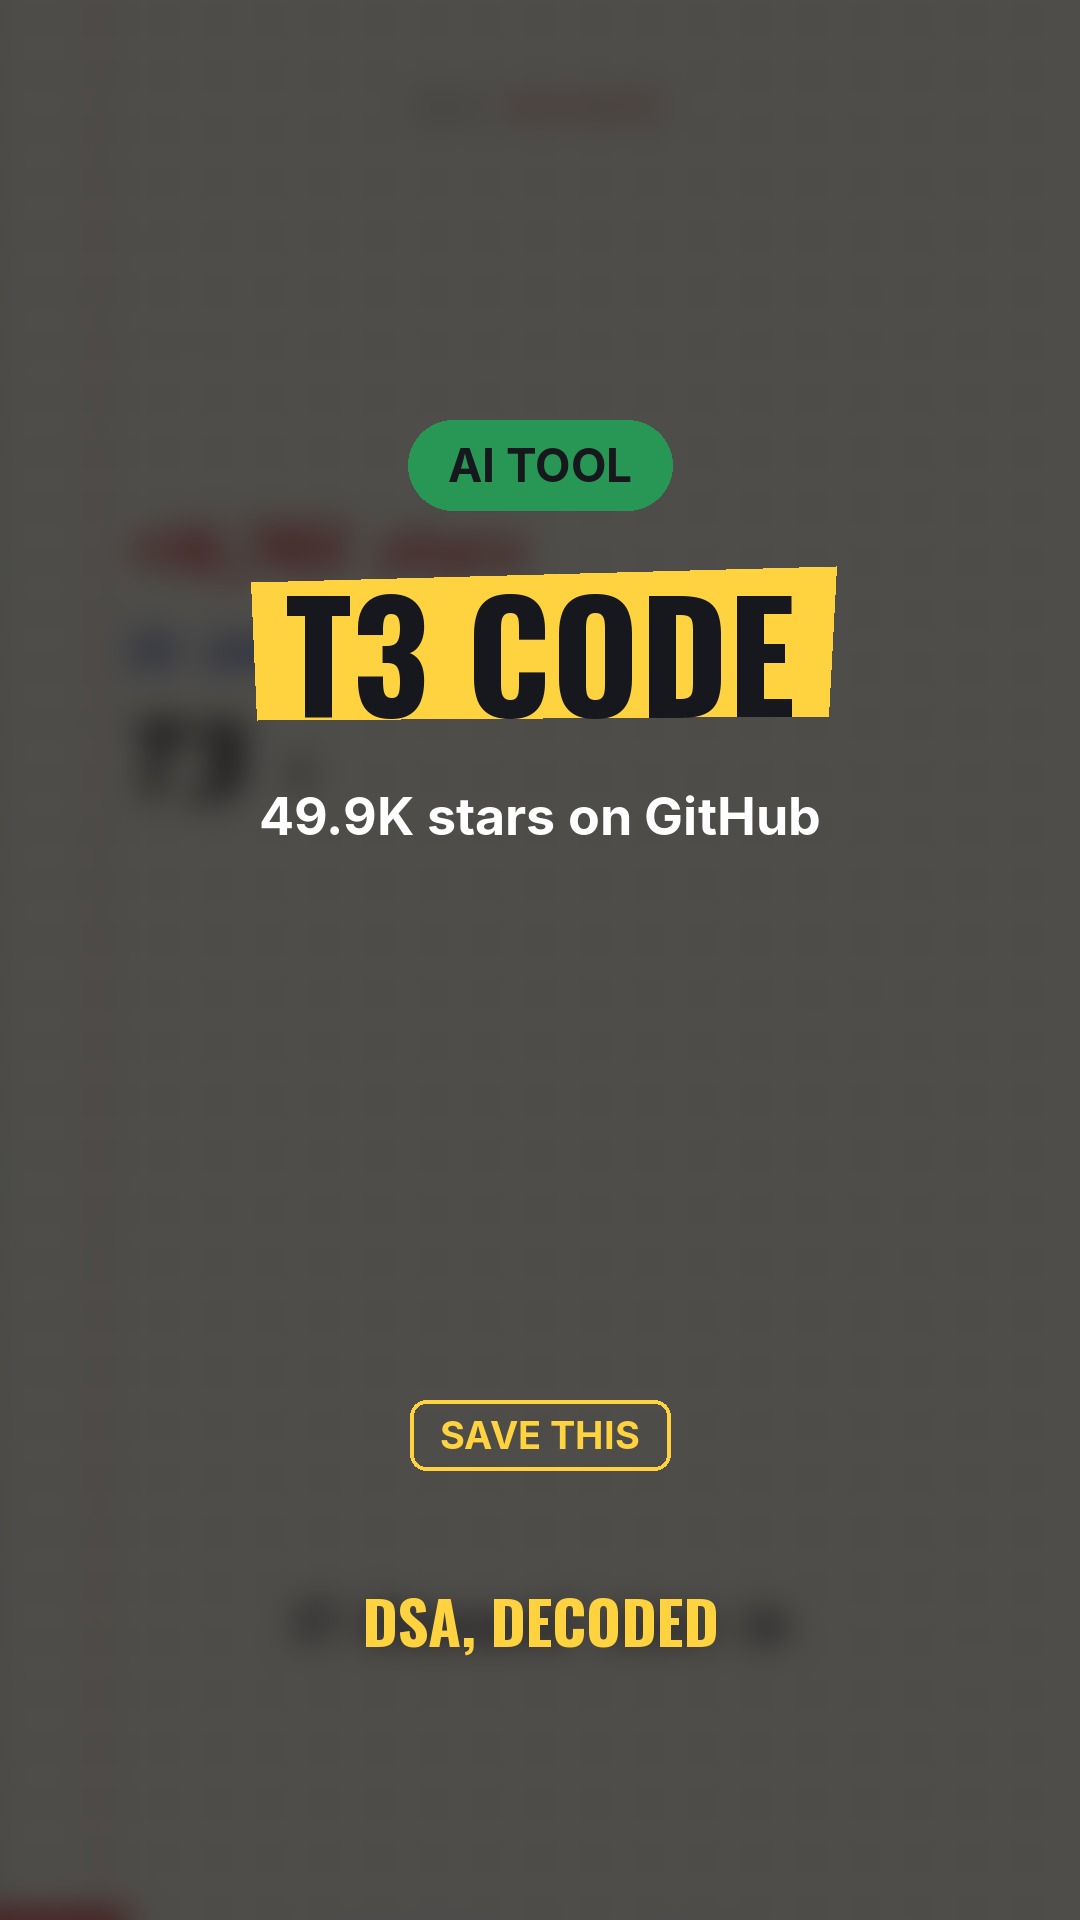 AI TOOL
T3 CODE
49.9K stars on GitHub
SAVE THIS
DSA, DECODED